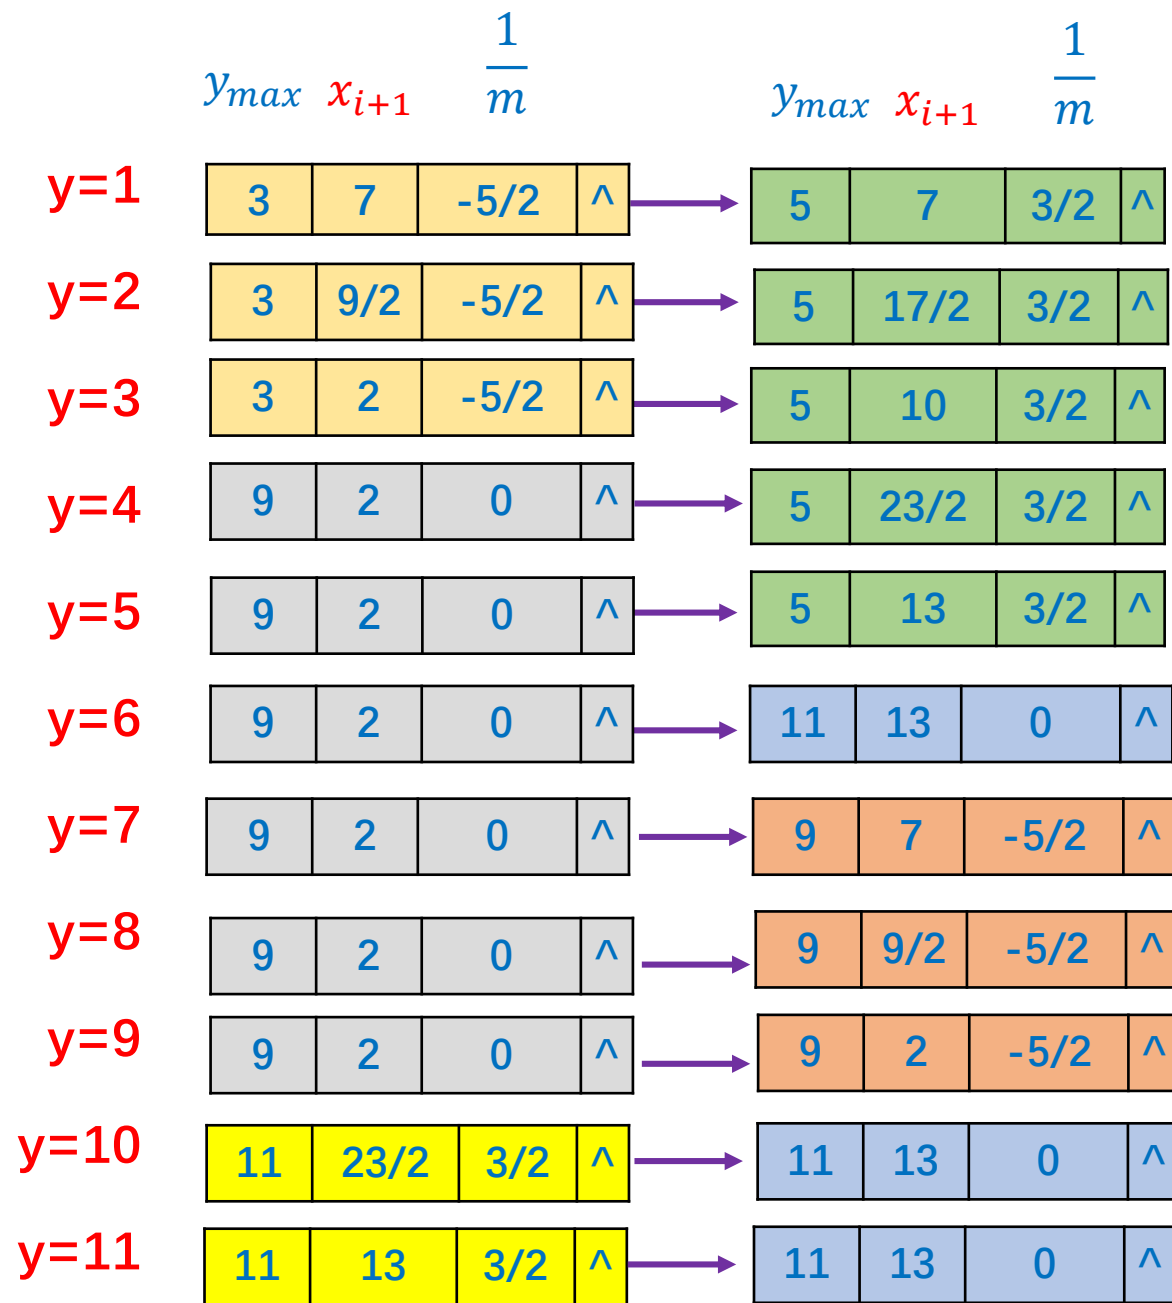 y_max x_{i+1} 1/m y_max x_{i+1} 1/m
y=1 3 7 -5/2 ^ 5 7 3/2 ^
y=2 3 9/2 -5/2 ^ 5 17/2 3/2 ^
y=3 3 2 -5/2 ^ 5 10 3/2 ^
y=4 9 2 0 ^ 5 23/2 3/2 ^
y=5 9 2 0 ^ 5 13 3/2 ^
y=6 9 2 0 ^ 11 13 0 ^
y=7 9 2 0 ^ 9 7 -5/2 ^
y=8 9 2 0 ^ 9 9/2 -5/2 ^
y=9 9 2 0 ^ 9 2 -5/2 ^
y=10 11 23/2 3/2 ^ 11 13 0 ^
y=11 11 13 3/2 ^ 11 13 0 ^